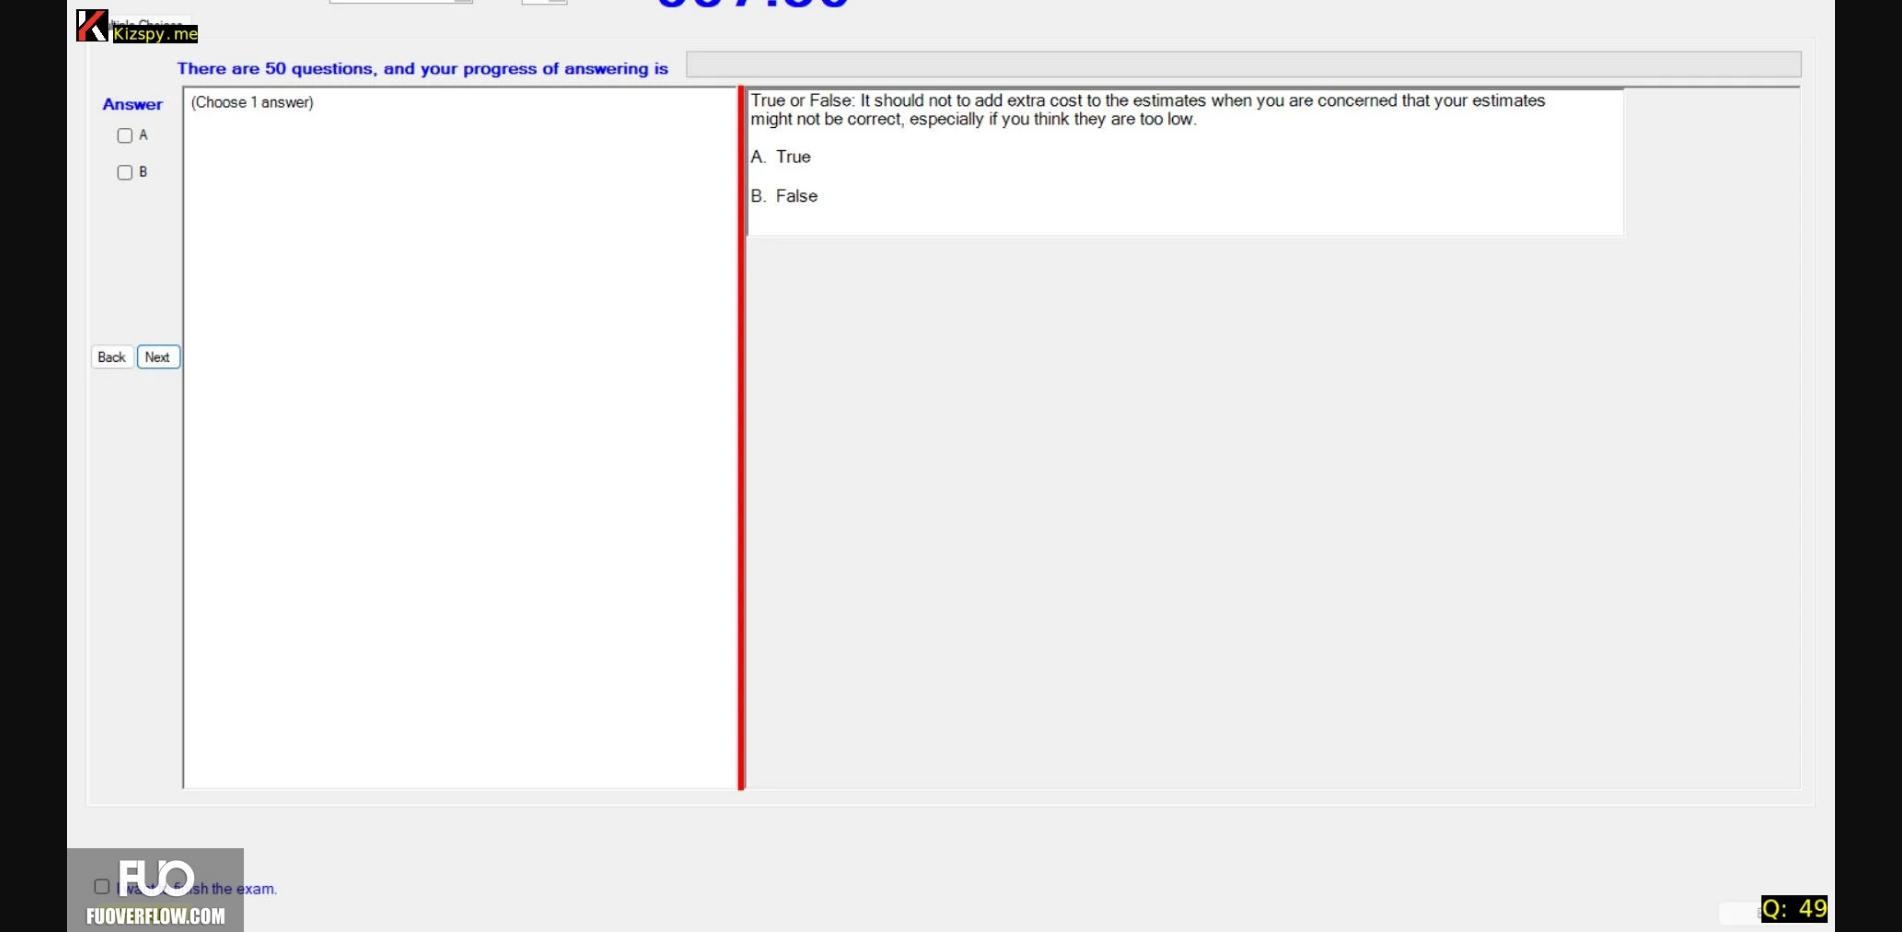 Kizspy.me
There are 50 questions, and your progress of answering is
Answer
(Choose 1 answer)
A
B
Back
Next
True or False: It should not to add extra cost to the estimates when you are concerned that your estimates
might not be correct, especially if you think they are too low.
A. True
B. False
FUO
FUOVERFLOW.COM
the exam.
Q: 49